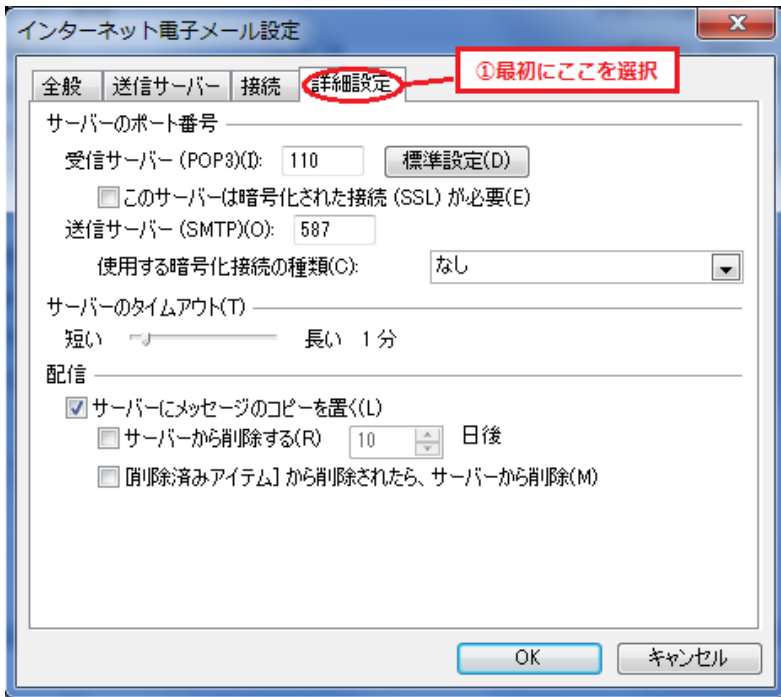 インターネット電子メール設定
①最初にここを選択
全般 送信サーバー 接続 詳細設定
サーバーのポート番号
受信サーバー (POP3)(I): 110 標準設定(D)
このサーバーは暗号化された接続 (SSL) が必要(E)
送信サーバー (SMTP)(O): 587
使用する暗号化接続の種類(C): なし
サーバーのタイムアウト(T)
短い 長い 1 分
配信
サーバーにメッセージのコピーを置く(L)
サーバーから削除する(R) 10 日後
[削除済みアイテム] から削除されたら、サーバーから削除(M)
OK キャンセル